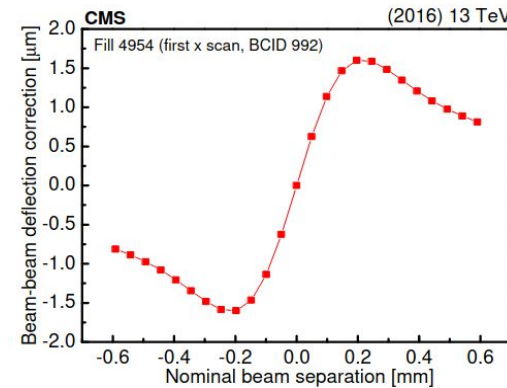 CMS (2016) 13 TeV
Fill 4954 (first x scan, BCID 992)
Beam-beam deflection correction [μm]
2.0
1.5
1.0
0.5
0.0
-0.5
-1.0
-1.5
-2.0
-0.6 -0.4 -0.2 0.0 0.2 0.4 0.6
Nominal beam separation [mm]